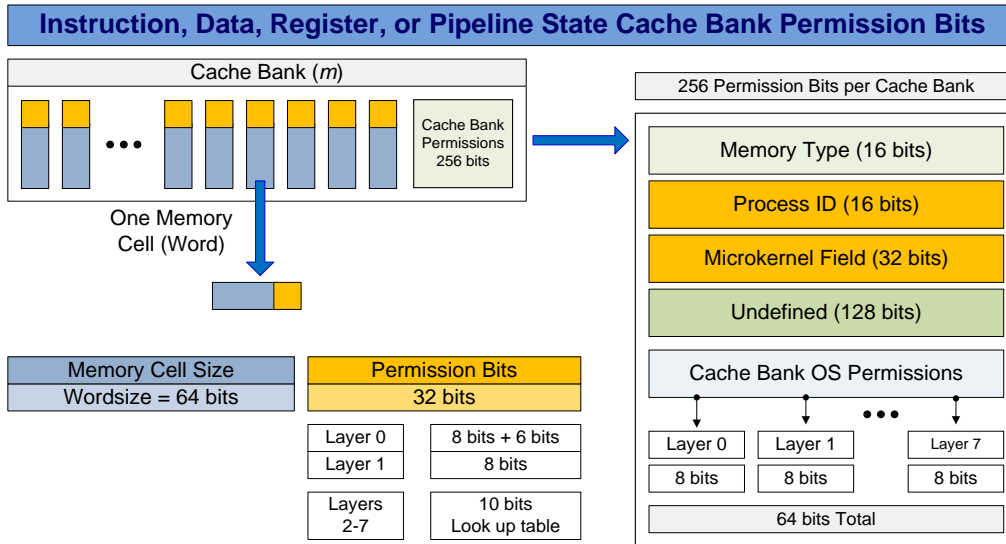 Instruction, Data, Register, or Pipeline State Cache Bank Permission Bits
Cache Bank (m)
Cache Bank
Permissions
256 bits
One Memory
Cell (Word)
Memory Cell Size
Wordsize = 64 bits
Permission Bits
32 bits
Layer 0
8 bits + 6 bits
Layer 1
8 bits
Layers
2-7
10 bits
Look up table
256 Permission Bits per Cache Bank
Memory Type (16 bits)
Process ID (16 bits)
Microkernel Field (32 bits)
Undefined (128 bits)
Cache Bank OS Permissions
Layer 0
Layer 1
Layer 7
8 bits
8 bits
8 bits
64 bits Total